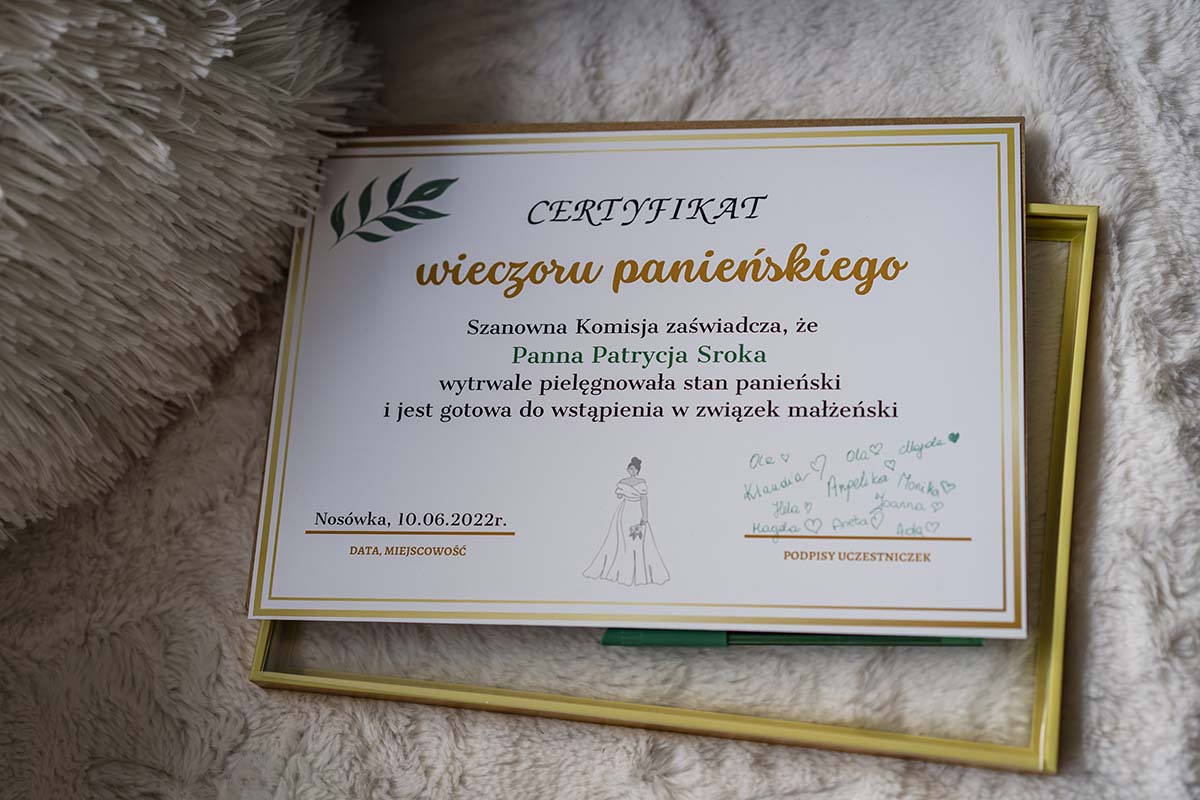 CERTYFIKAT
wieczoru panieńskiego
Szanowna Komisja zaświadcza, że
Panna Patrycja Sroka
wytrwale pielęgnowała stan panieński
i jest gotowa do wstąpienia w związek małżeński
Ola Ola Magda
Klaudia Angelika Monika
Hela Joanna
Magda Aneta
Nosówka, 10.06.2022r.
DATA, MIEJSCOWOŚĆ
PODPISY UCZESTNICZEK